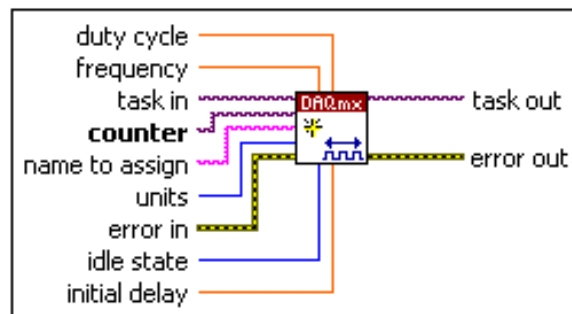 duty cycle
frequency
task in
counter
name to assign
units
error in
idle state
initial delay
DAQmx
task out
error out